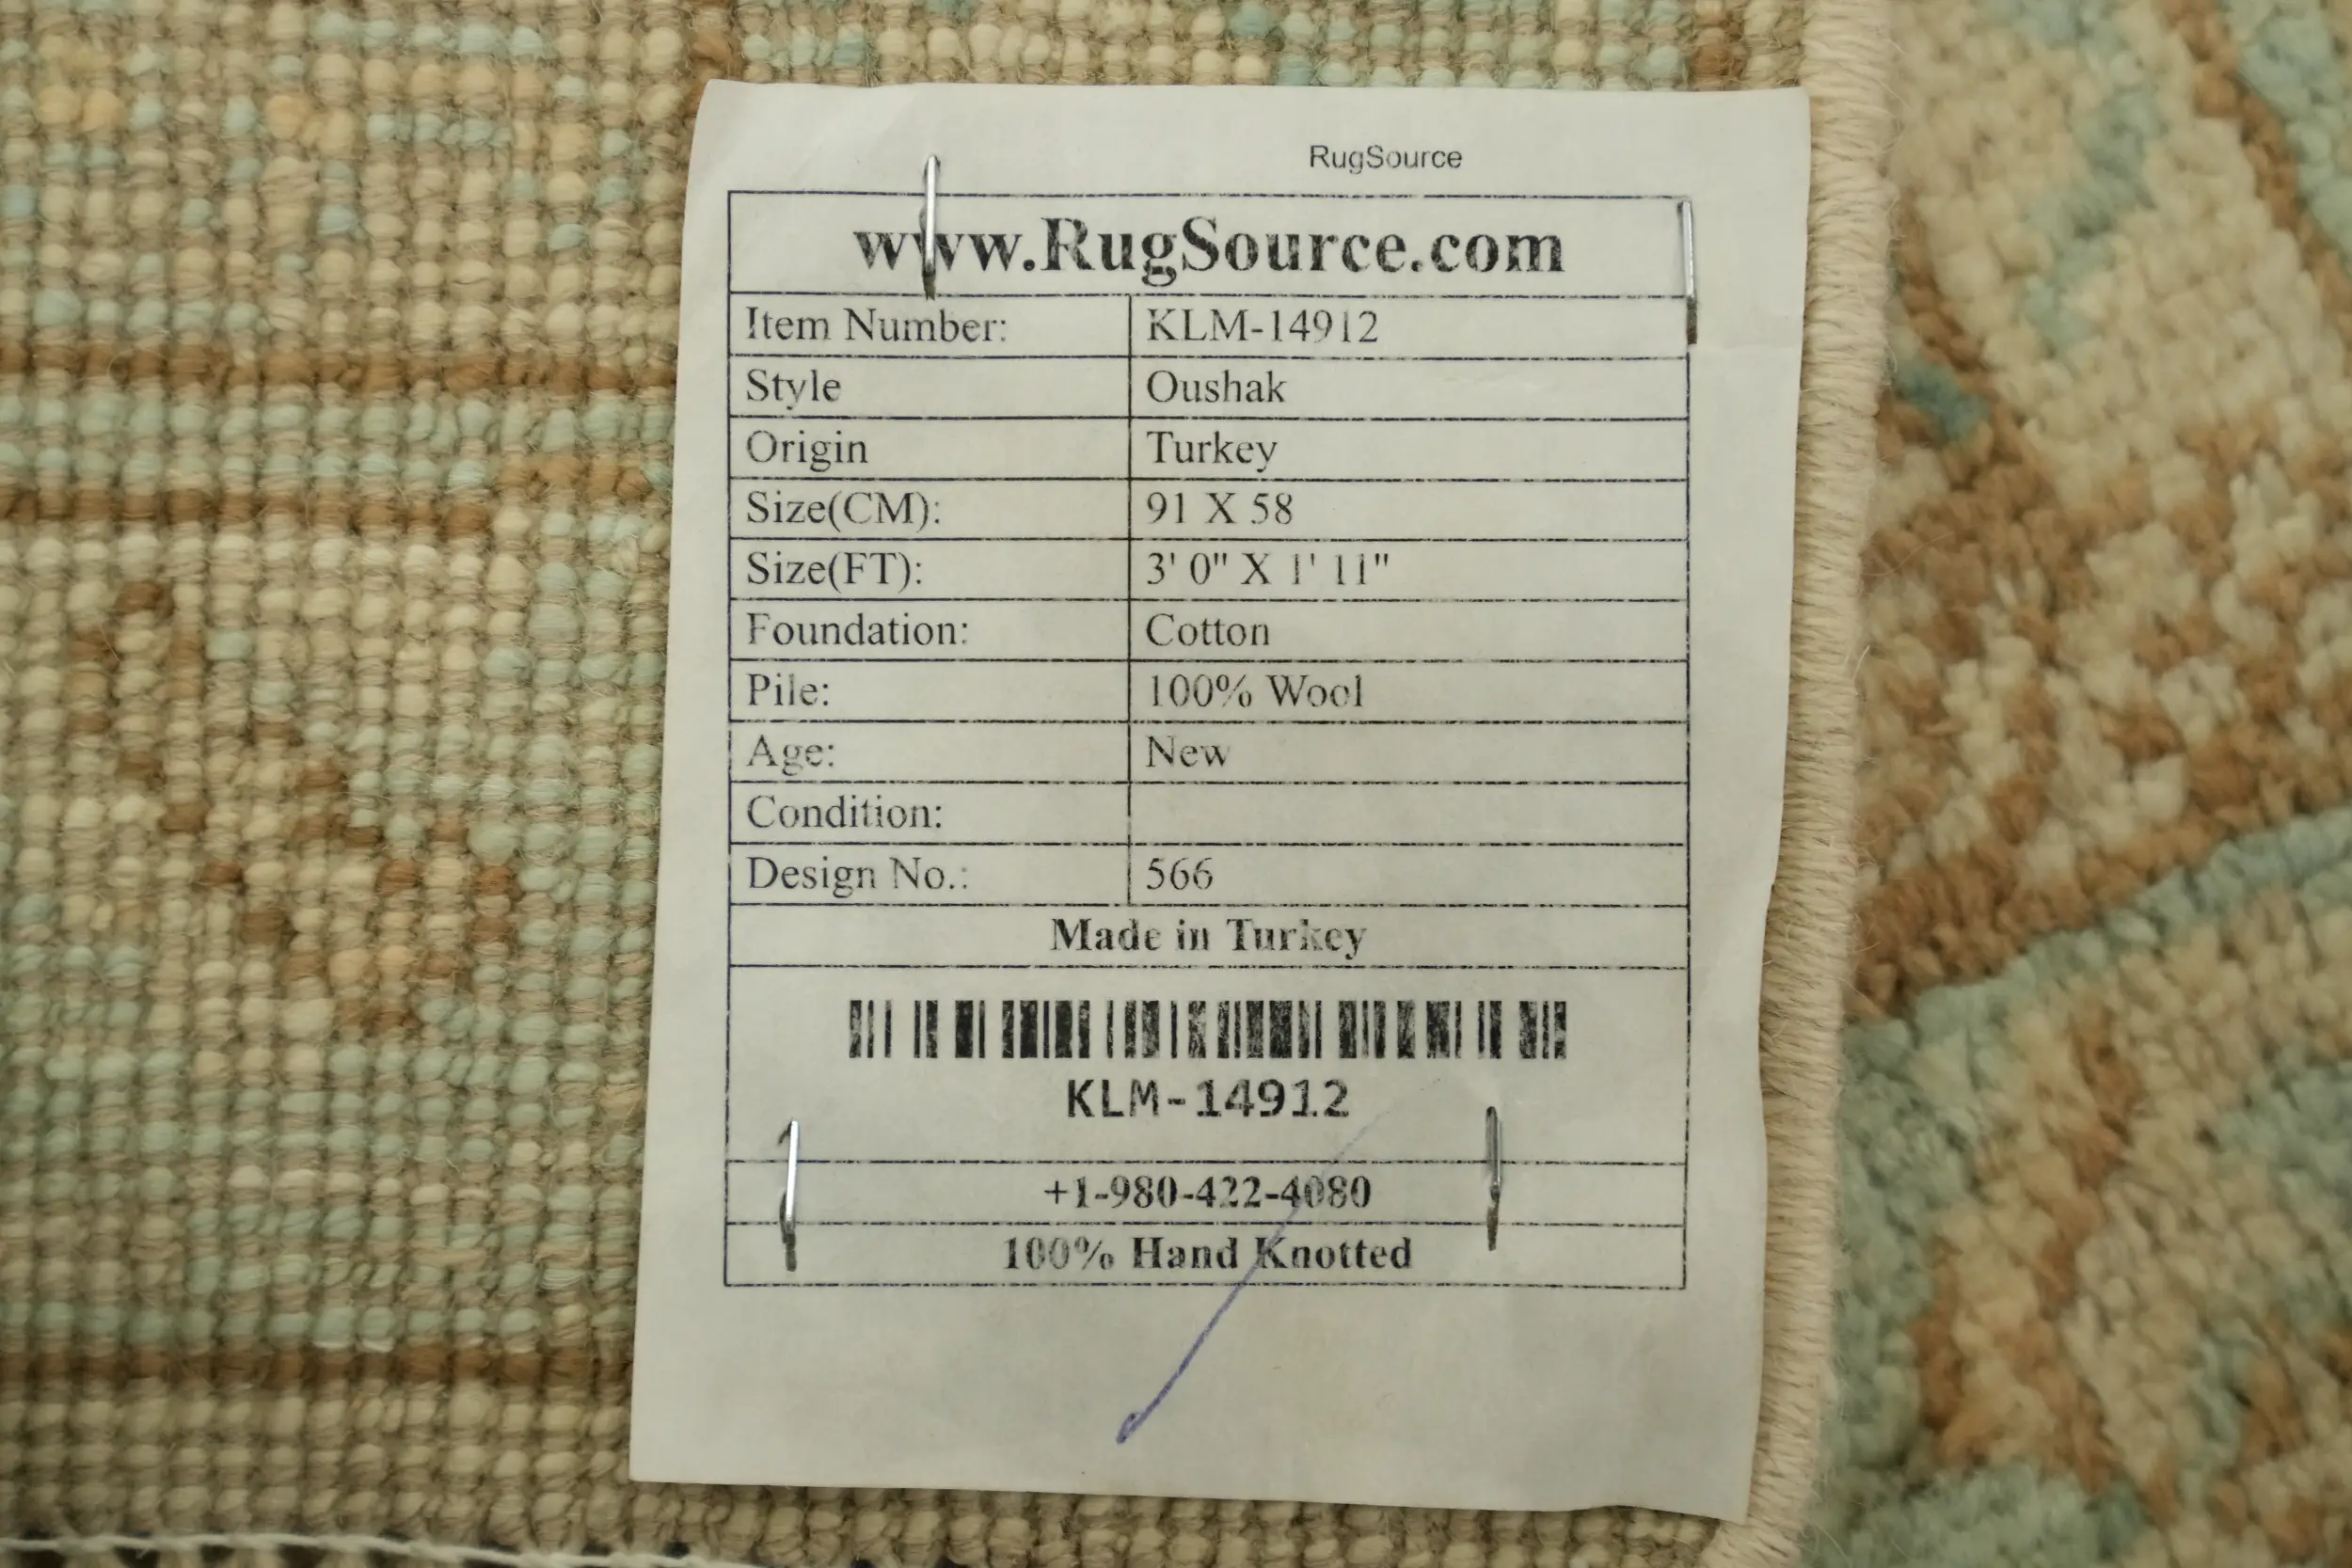 RugSource
www.RugSource.com
Item Number: KLM-14912
Style Oushak
Origin Turkey
Size(CM): 91 X 58
Size(FT): 3' 0" X 1' 11"
Foundation: Cotton
Pile: 100% Wool
Age: New
Condition:
Design No.: 566
Made in Turkey
KLM-14912
+1-980-422-4080
100% Hand Knotted